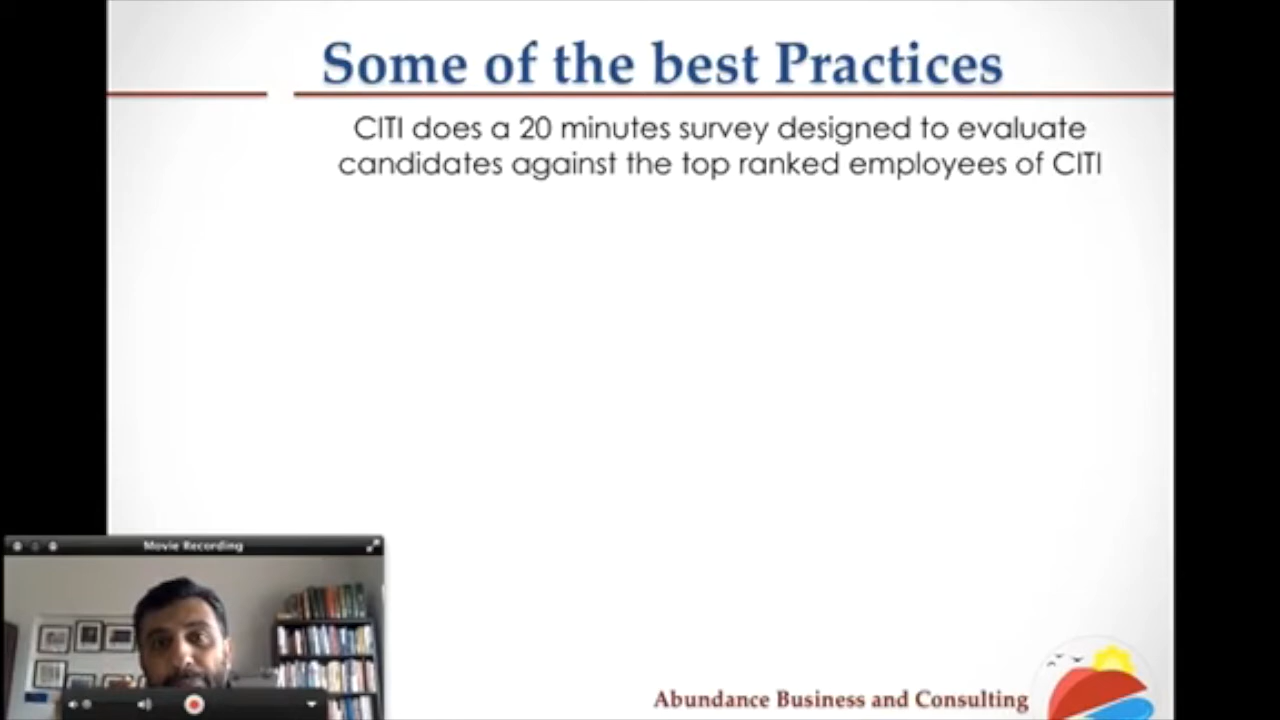 Some of the best Practices
CITI does a 20 minutes survey designed to evaluate
candidates against the top ranked employees of CITI
Movie Recording
Abundance Business and Consulting